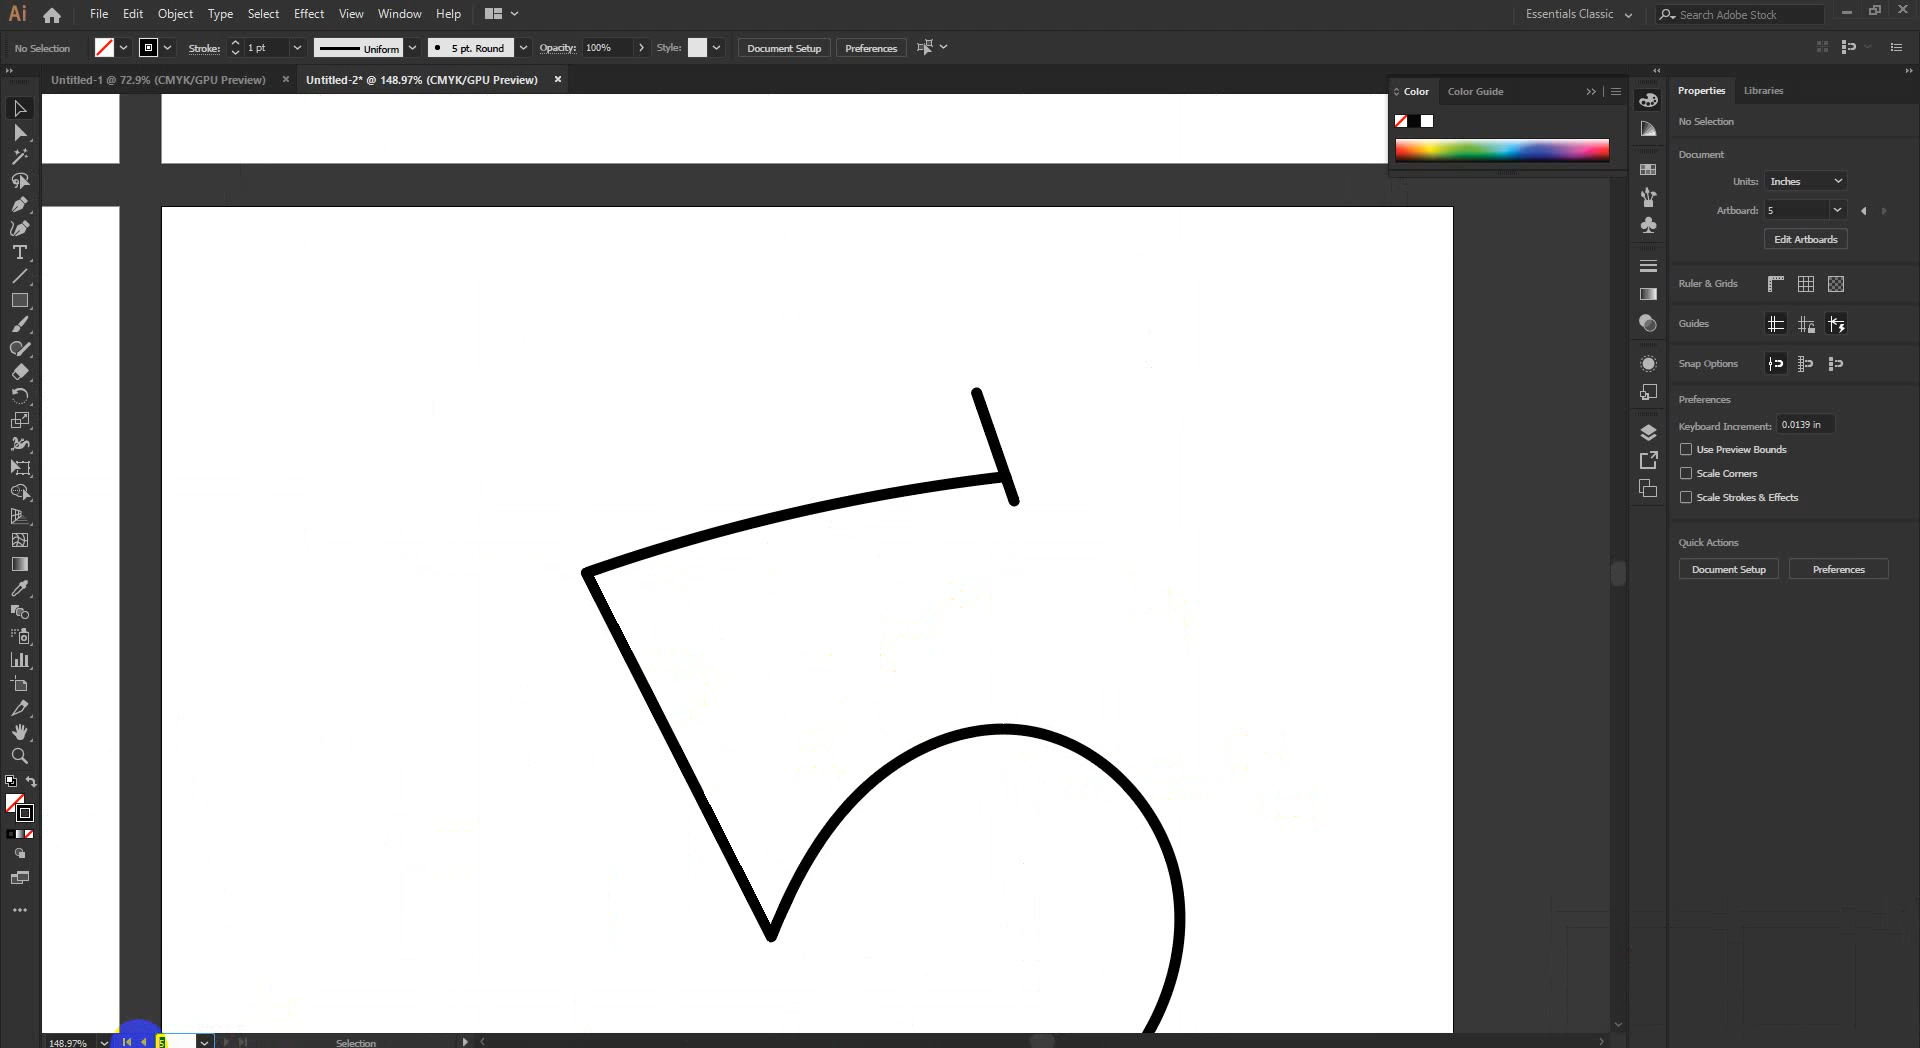 Ai File Edit Object Type Select Effect View Window Help Essentials Classic Search Adobe Stock
No Selection Stroke: 1 pt Uniform 5 pt. Round Opacity: 100% Style: Document Setup Preferences
Untitled-1 @ 72.9% (CMYK/GPU Preview) × Untitled-2* @ 148.97% (CMYK/GPU Preview) ×
Color Color Guide
Properties Libraries
No Selection
Document
Units: Inches
Artboard: 5
Edit Artboards
Ruler & Grids
Guides
Snap Options
Preferences
Keyboard Increment: 0.0139 in
Use Preview Bounds
Scale Corners
Scale Strokes & Effects
Quick Actions
Document Setup Preferences
148.97% 5 Selection